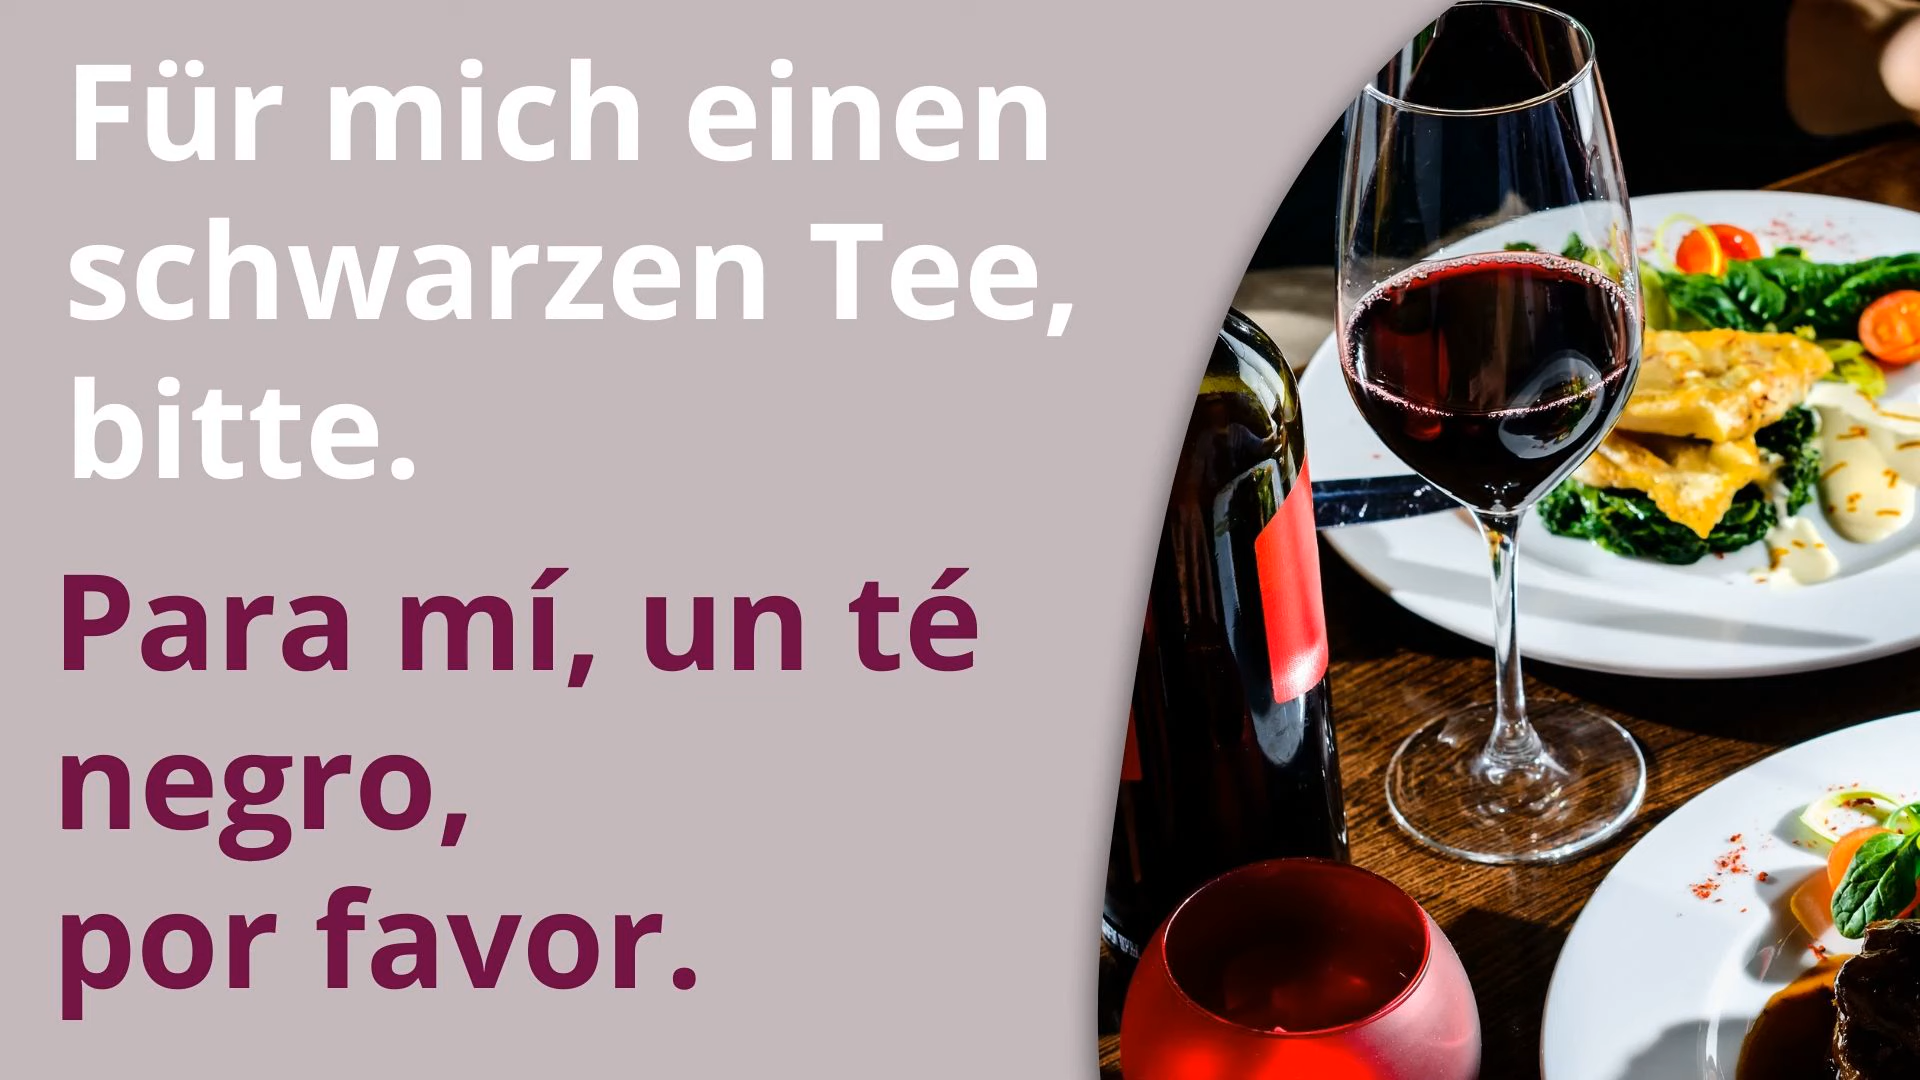 Für mich einen
schwarzen Tee,
bitte.
Para mí, un té
negro,
por favor.